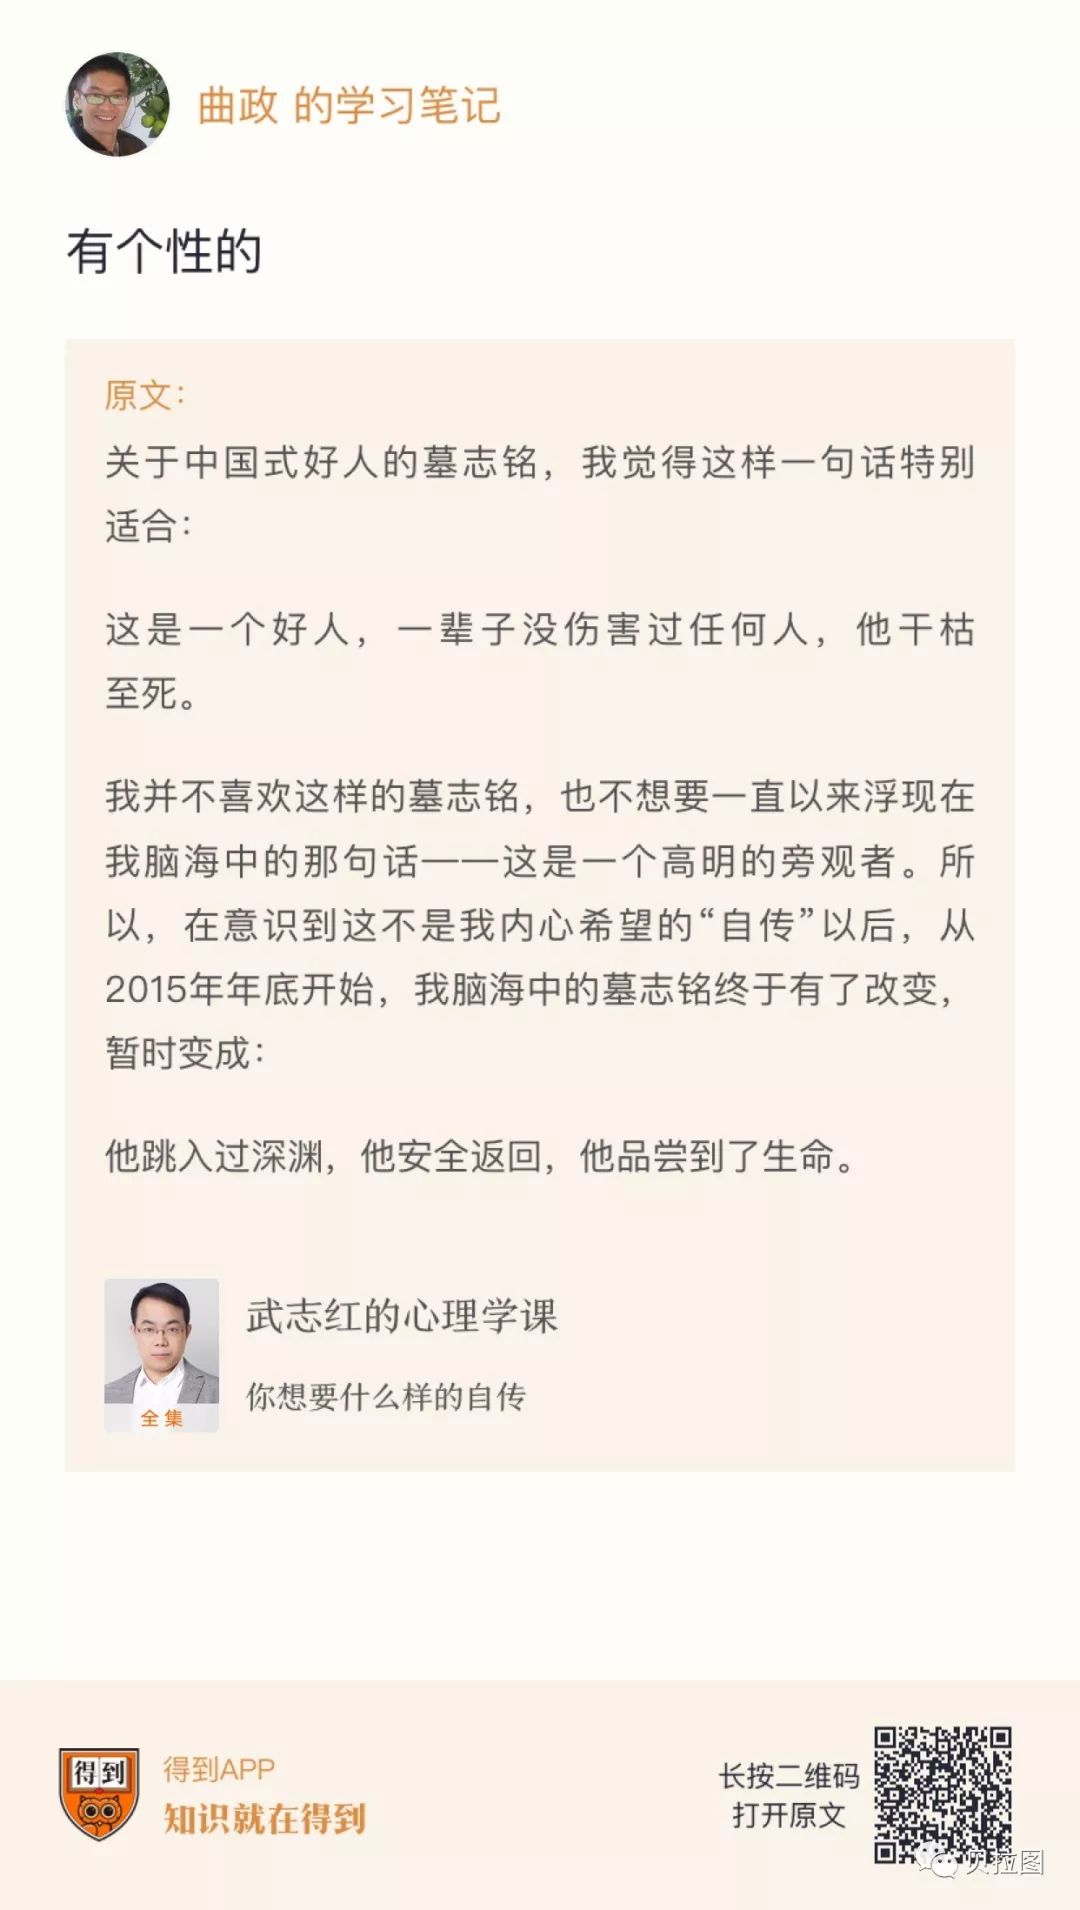 曲政 的学习笔记
有个性的
原文：
关于中国式好人的墓志铭，我觉得这样一句话特别
适合：
这是一个好人，一辈子没伤害过任何人，他干枯
至死。
我并不喜欢这样的墓志铭，也不想要一直以来浮现在
我脑海中的那句话——这是一个高明的旁观者。所
以，在意识到这不是我内心希望的“自传”以后，从
2015年年底开始，我脑海中的墓志铭终于有了改变，
暂时变成：
他跳入过深渊，他安全返回，他品尝到了生命。
全集
武志红的心理学课
你想要什么样的自传
得到
得到APP
知识就在得到
长按二维码
打开原文
贝拉图